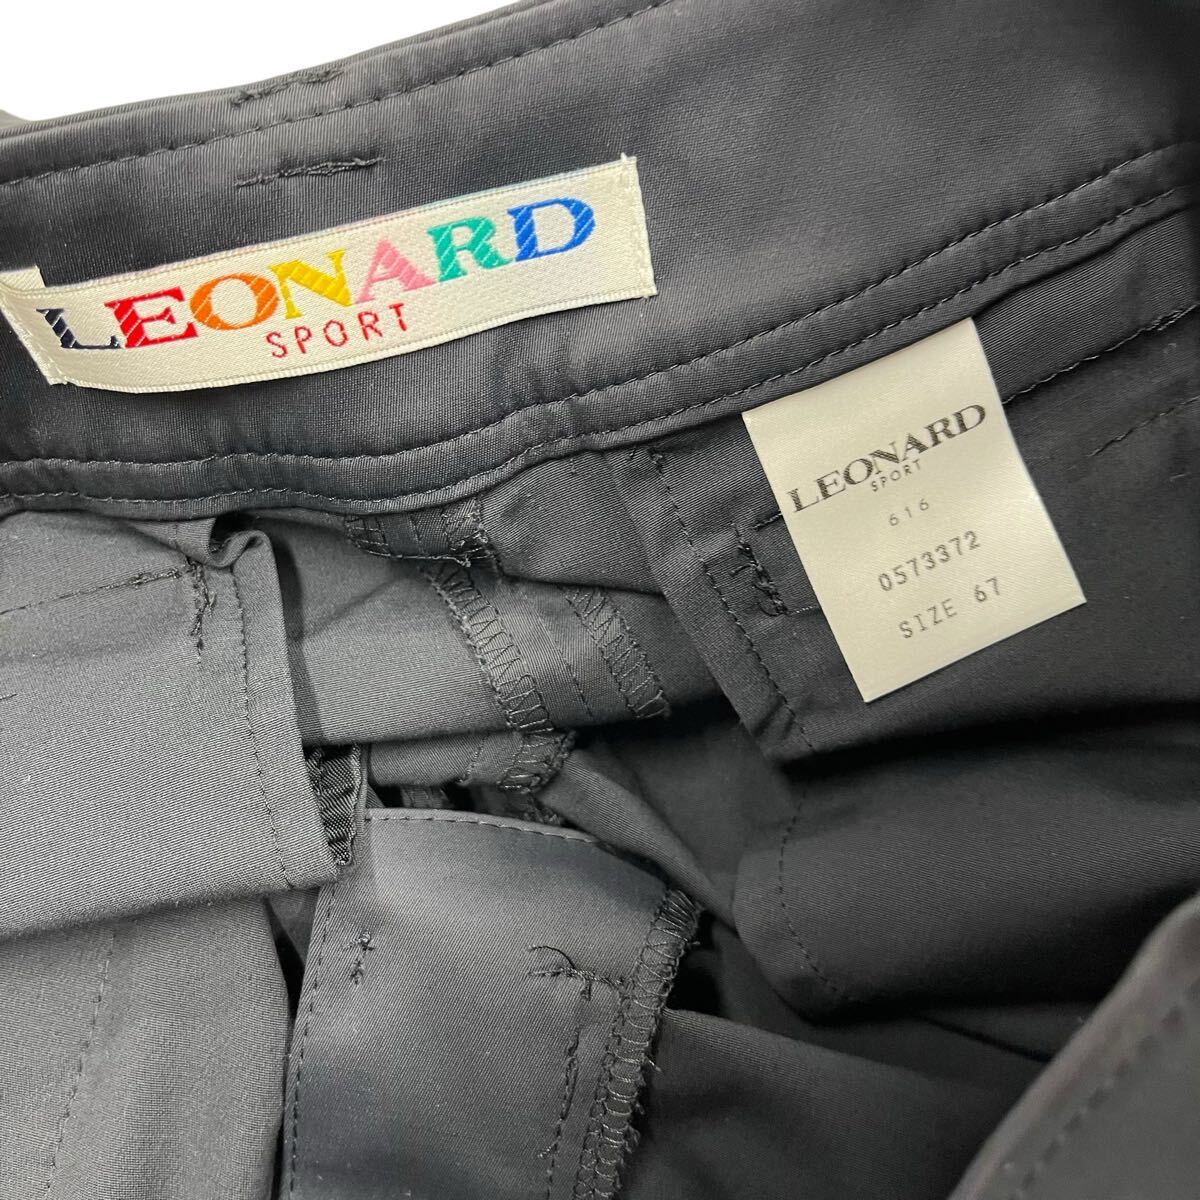 LEONARD
SPORT
LEONARD
SPORT
616
0573372
SIZE 67